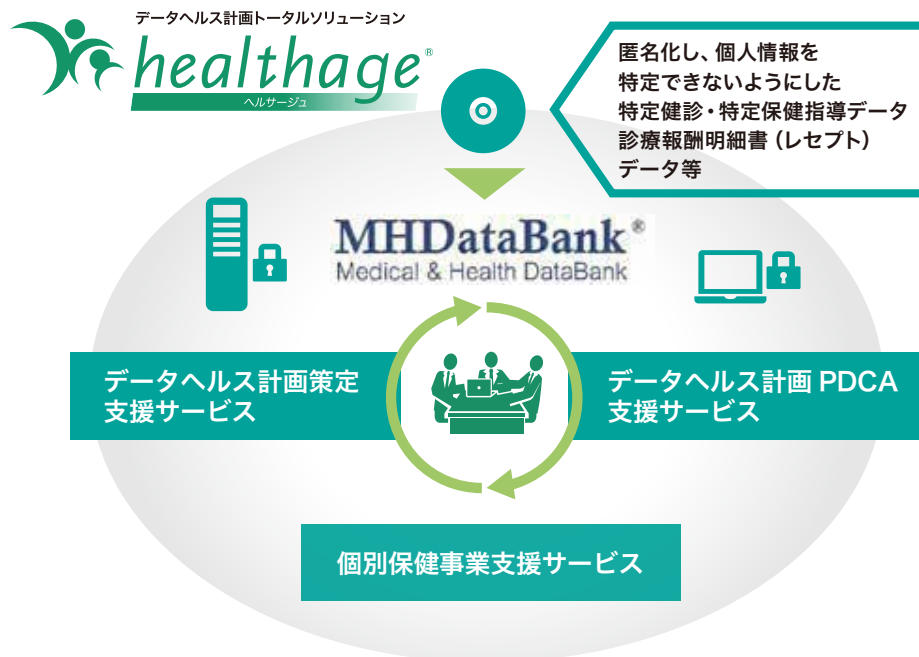 データヘルス計画トータルソリューション
healthage®
ヘルサージュ
匿名化し、個人情報を
特定できないようにした
特定健診・特定保健指導データ
診療報酬明細書（レセプト）
データ等
MHDataBank®
Medical & Health DataBank
データヘルス計画策定
支援サービス
データヘルス計画 PDCA
支援サービス
個別保健事業支援サービス